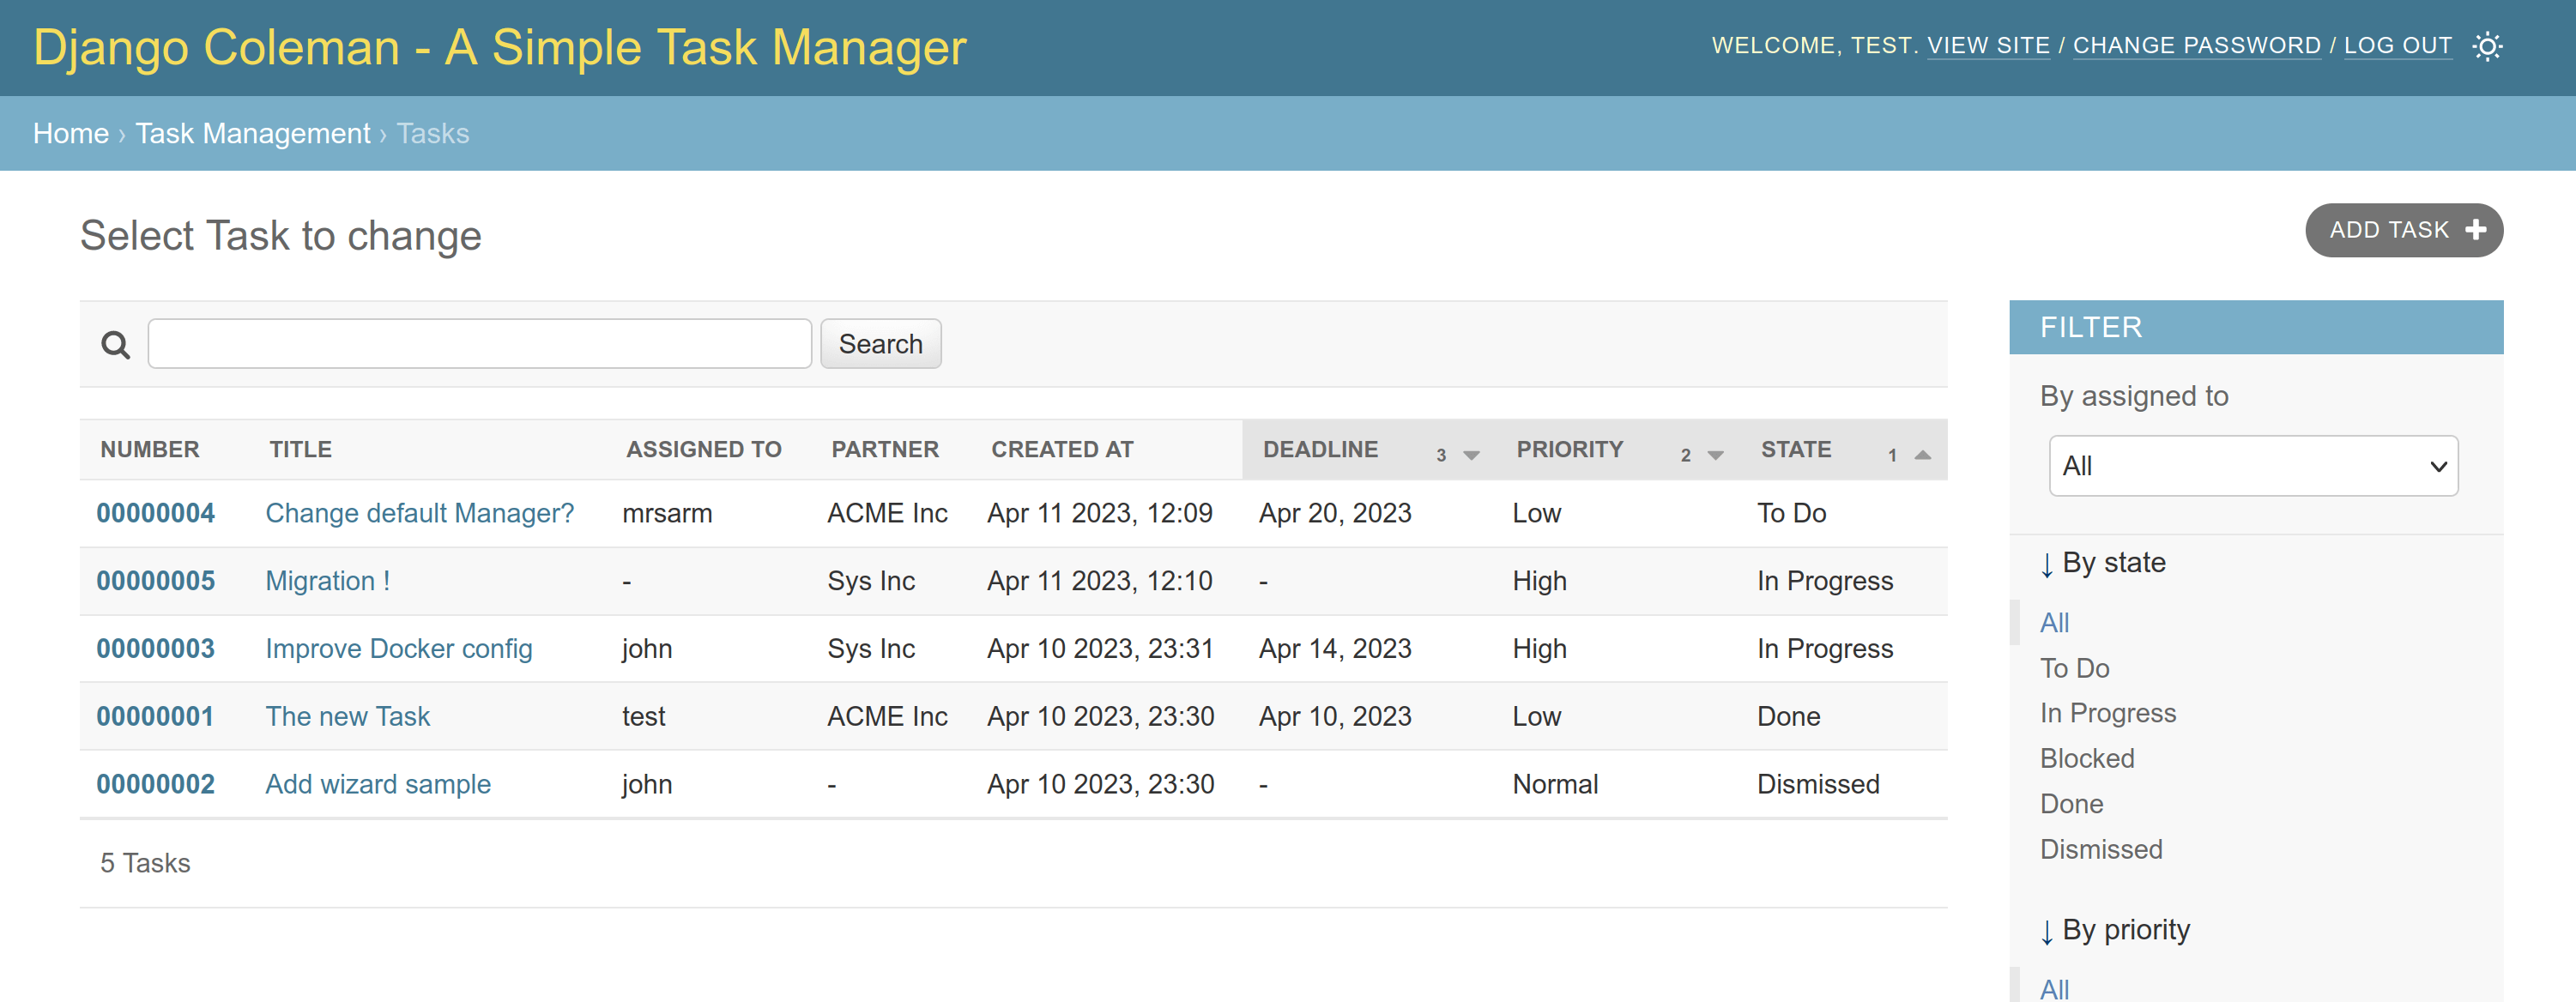 Django Coleman - A Simple Task Manager
WELCOME, TEST. VIEW SITE / CHANGE PASSWORD / LOG OUT
Home › Task Management › Tasks
Select Task to change
ADD TASK
Search
NUMBER TITLE ASSIGNED TO PARTNER CREATED AT DEADLINE 3 PRIORITY 2 STATE 1
00000004 Change default Manager? mrsarm ACME Inc Apr 11 2023, 12:09 Apr 20, 2023 Low To Do
00000005 Migration ! - Sys Inc Apr 11 2023, 12:10 - High In Progress
00000003 Improve Docker config john Sys Inc Apr 10 2023, 23:31 Apr 14, 2023 High In Progress
00000001 The new Task test ACME Inc Apr 10 2023, 23:30 Apr 10, 2023 Low Done
00000002 Add wizard sample john - Apr 10 2023, 23:30 - Normal Dismissed
5 Tasks
FILTER
By assigned to
All
↓ By state
All
To Do
In Progress
Blocked
Done
Dismissed
↓ By priority
All